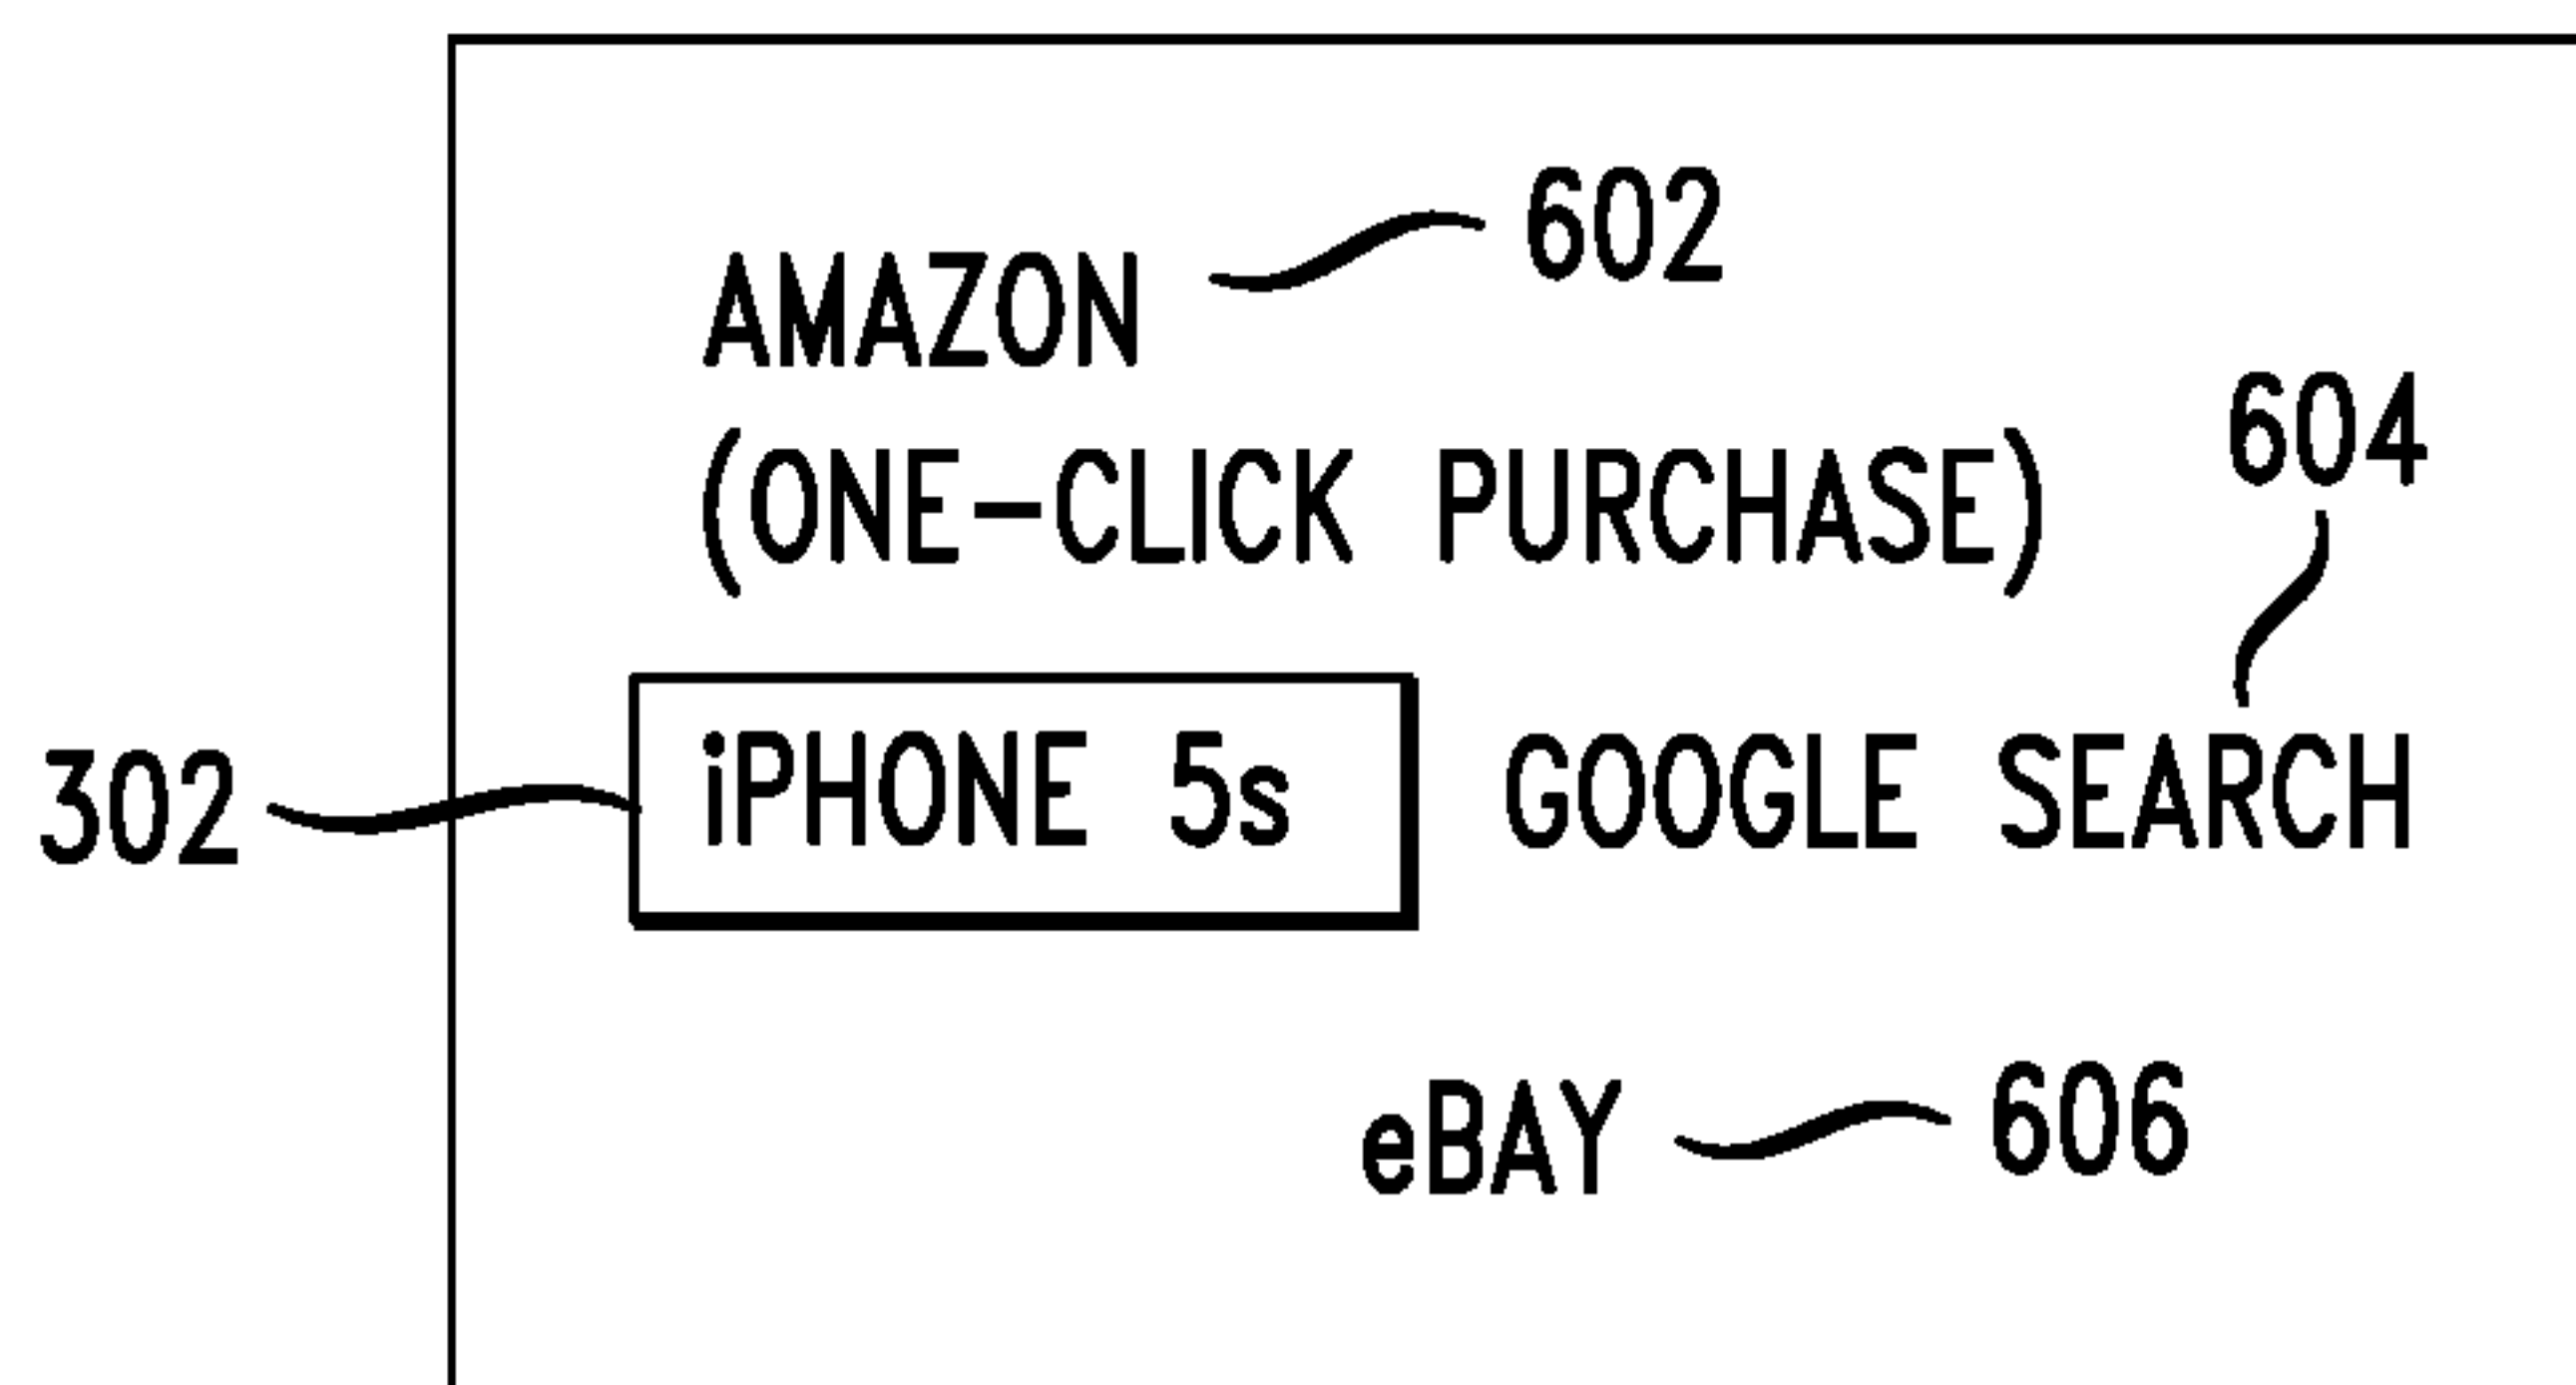 602
AMAZON
604
(ONE-CLICK PURCHASE)
302
iPHONE 5s
GOOGLE SEARCH
eBAY
606